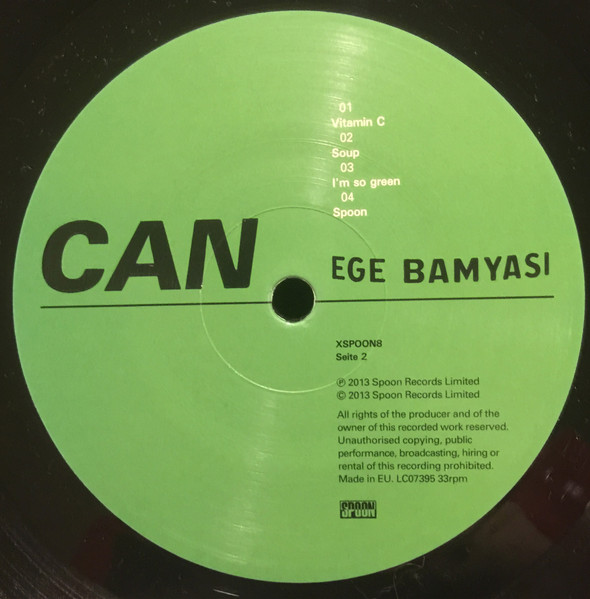 01
Vitamin C
02
Soup
03
I'm so green
04
Spoon
CAN
EGE BAMYASI
XSPOON8
Seite 2
℗ 2013 Spoon Records Limited
© 2013 Spoon Records Limited
All rights of the producer and of the
owner of this recorded work reserved.
Unauthorised copying, public
performance, broadcasting, hiring or
rental of this recording prohibited.
Made in EU. LC07395 33rpm
SPOON